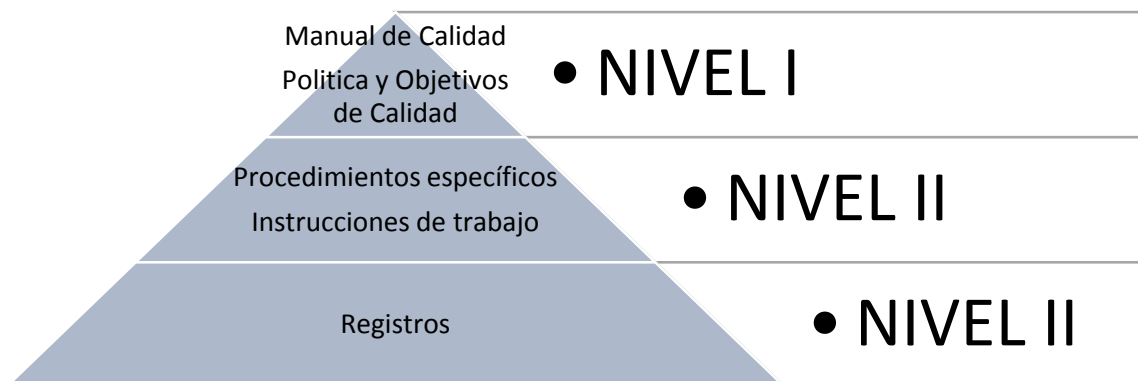 Manual de Calidad
Politica y Objetivos
de Calidad
• NIVEL I
Procedimientos específicos
Instrucciones de trabajo
• NIVEL II
Registros
• NIVEL II